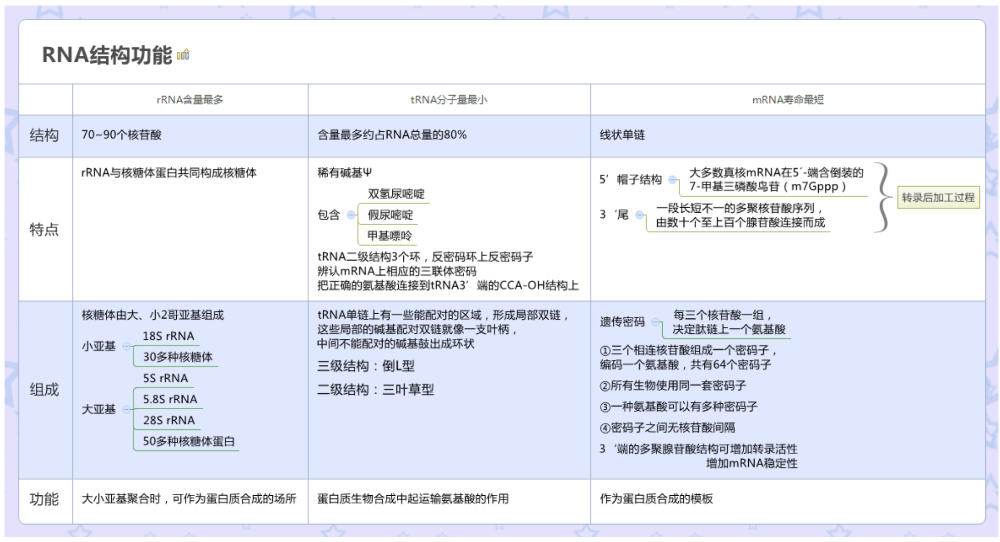 RNA结构功能
rRNA含量最多
tRNA分子量最小
mRNA寿命最短
结构
70~90个核苷酸
含量最多约占RNA总量的80%
线状单链
特点
rRNA与核糖体蛋白共同构成核糖体
稀有碱基Ψ
包含
双氢尿嘧啶
假尿嘧啶
甲基嘌呤
tRNA二级结构3个环，反密码环上反密码子
辨认mRNA上相应的三联体密码
把正确的氨基酸连接到tRNA3’端的CCA-OH结构上
5’帽子结构
大多数真核mRNA在5´-端含倒装的
7-甲基三磷酸鸟苷（m7Gppp）
3‘尾
一段长短不一的多聚核苷酸序列，
由数十个至上百个腺苷酸连接而成
转录后加工过程
组成
核糖体由大、小2哥亚基组成
小亚基
18S rRNA
30多种核糖体
大亚基
5S rRNA
5.8S rRNA
28S rRNA
50多种核糖体蛋白
tRNA单链上有一些能配对的区域，形成局部双链，
这些局部的碱基配对双链就像一支叶柄，
中间不能配对的碱基鼓出成环状
三级结构：倒L型
二级结构：三叶草型
遗传密码
每三个核苷酸一组，
决定肽链上一个氨基酸
①三个相连核苷酸组成一个密码子，
编码一个氨基酸，共有64个密码子
②所有生物使用同一套密码子
③一种氨基酸可以有多种密码子
④密码子之间无核苷酸间隔
3‘端的多聚腺苷酸结构可增加转录活性
增加mRNA稳定性
功能
大小亚基聚合时，可作为蛋白质合成的场所
蛋白质生物合成中起运输氨基酸的作用
作为蛋白质合成的模板